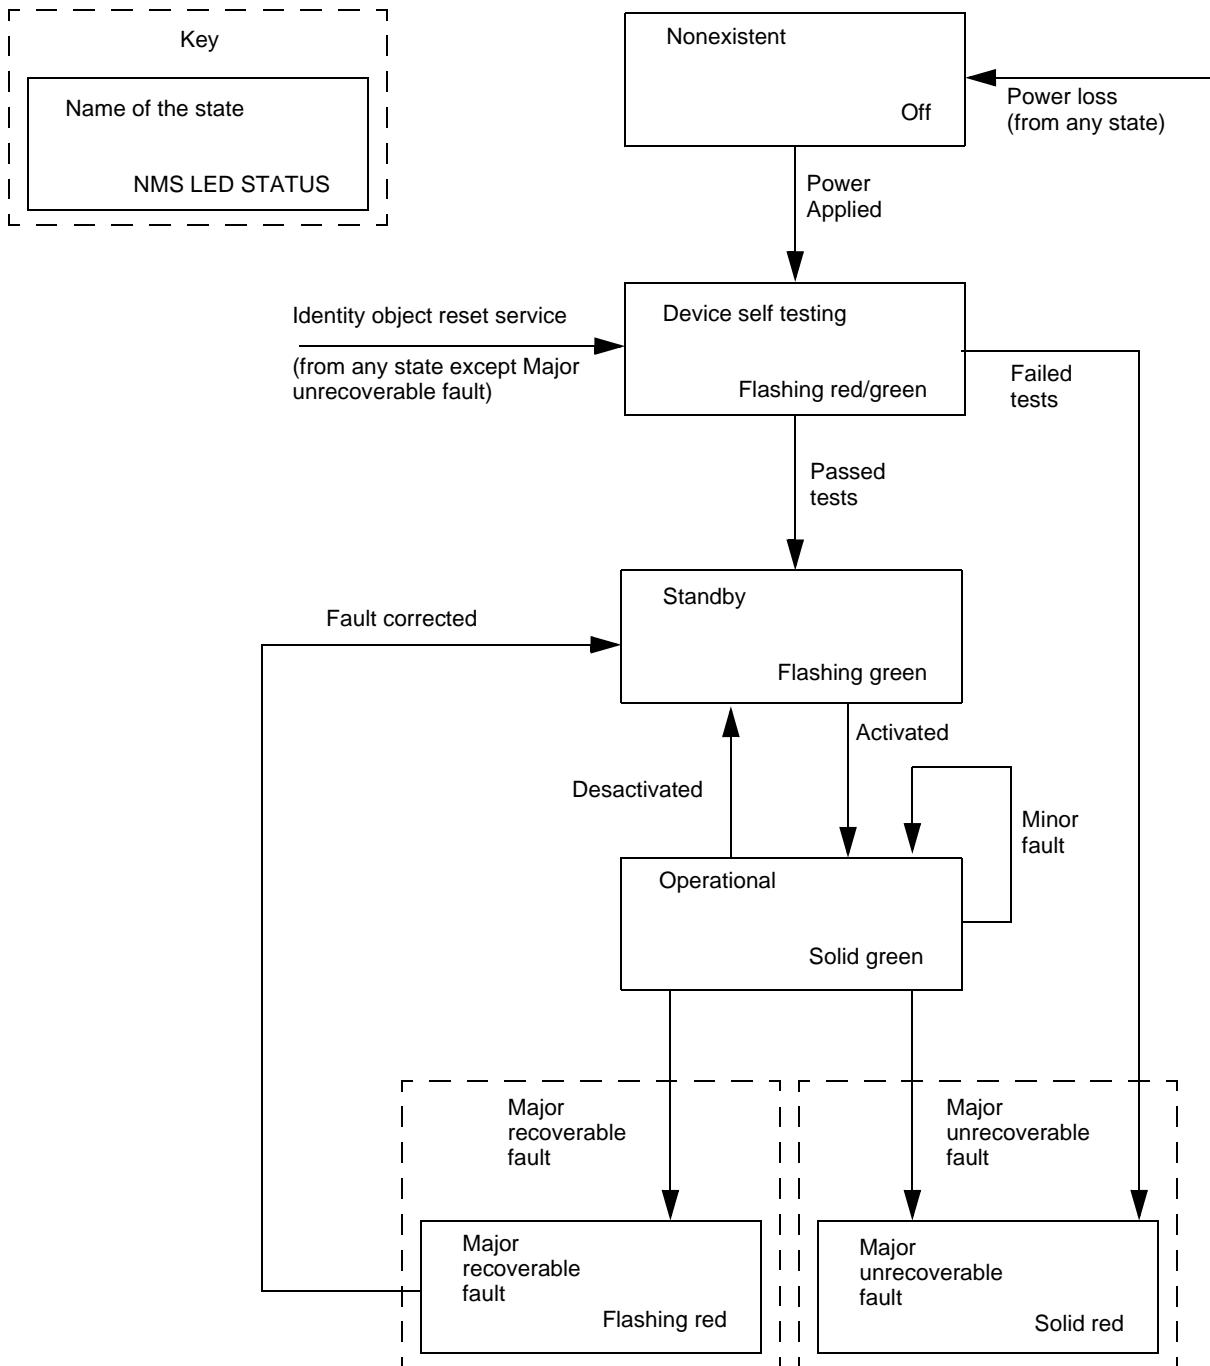 Key
Name of the state
NMS LED STATUS
Nonexistent
Off
Power loss
(from any state)
Power
Applied
Identity object reset service
(from any state except Major
unrecoverable fault)
Device self testing
Flashing red/green
Failed
tests
Passed
tests
Fault corrected
Standby
Flashing green
Activated
Desactivated
Minor
fault
Operational
Solid green
Major
recoverable
fault
Major
unrecoverable
fault
Major
recoverable
fault
Flashing red
Major
unrecoverable
fault
Solid red